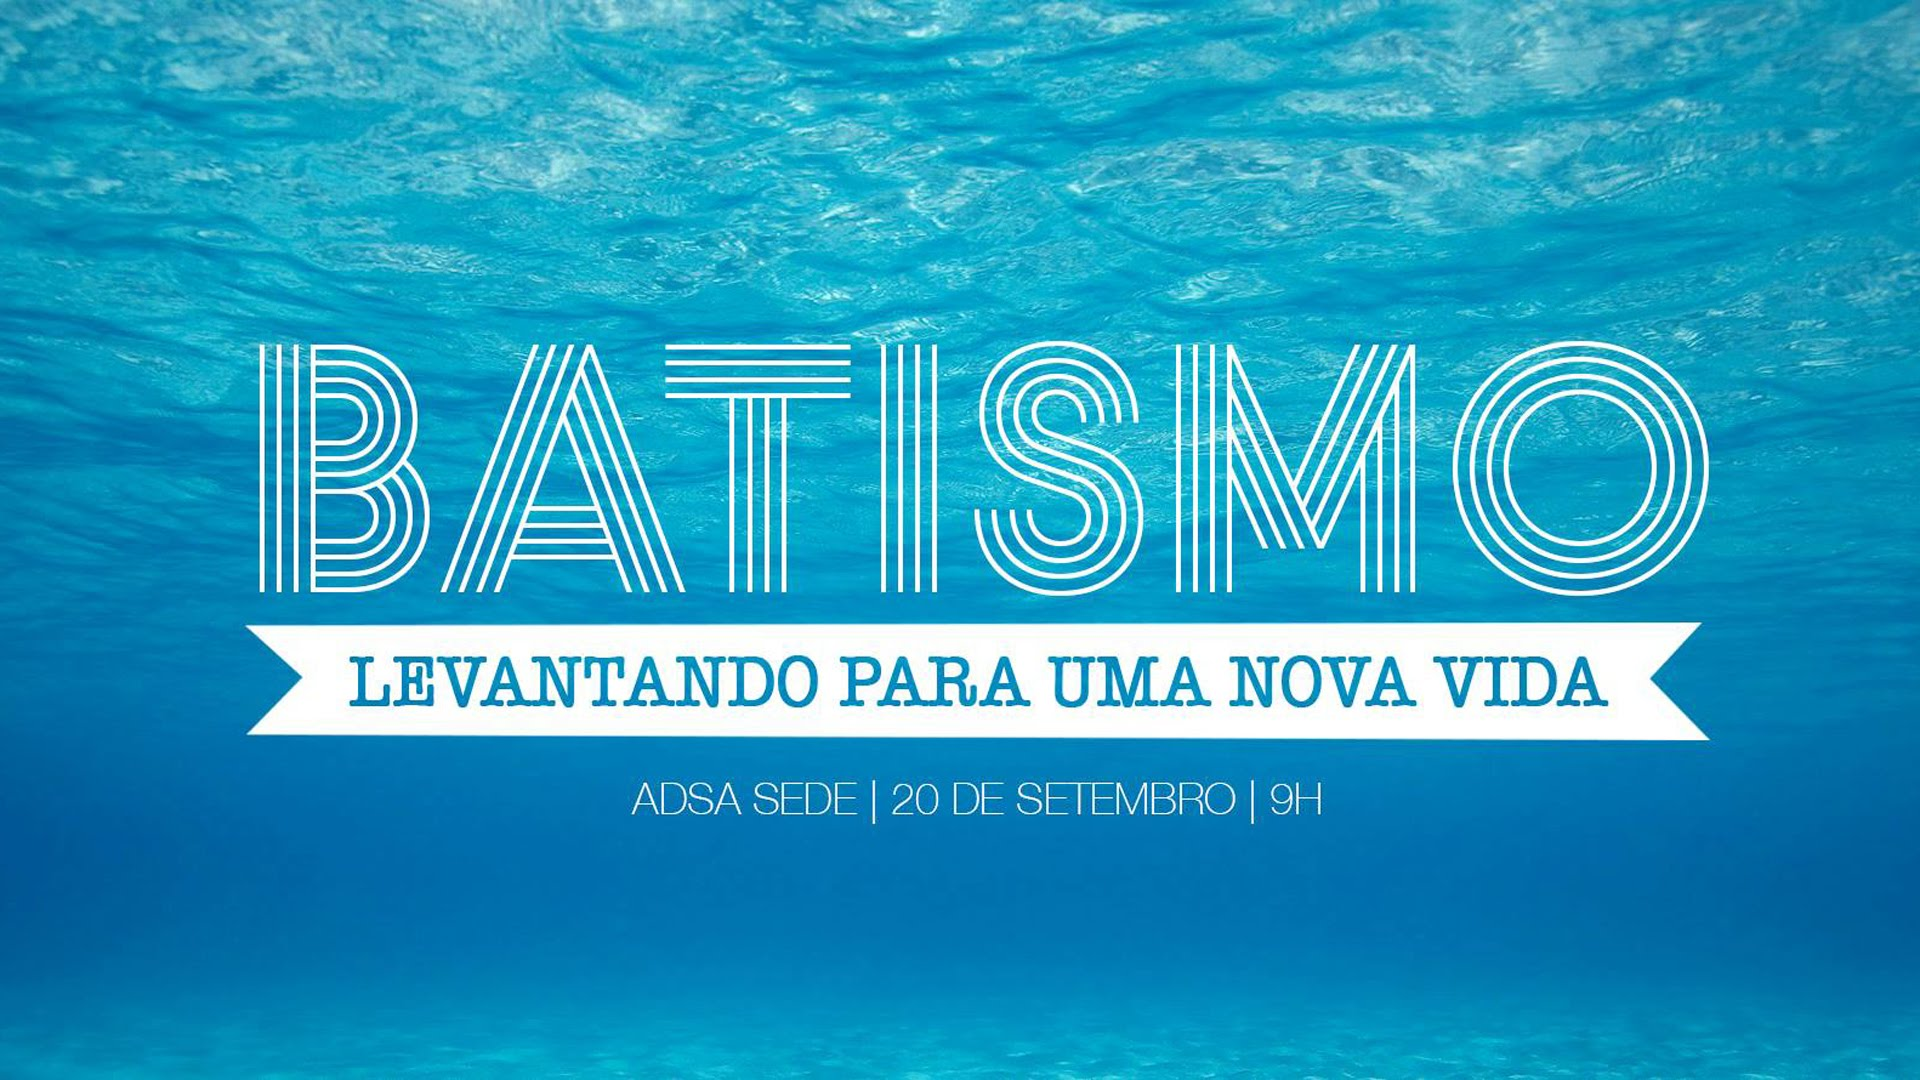 BATISMO
LEVANTANDO PARA UMA NOVA VIDA
ADSA SEDE | 20 DE SETEMBRO | 9H